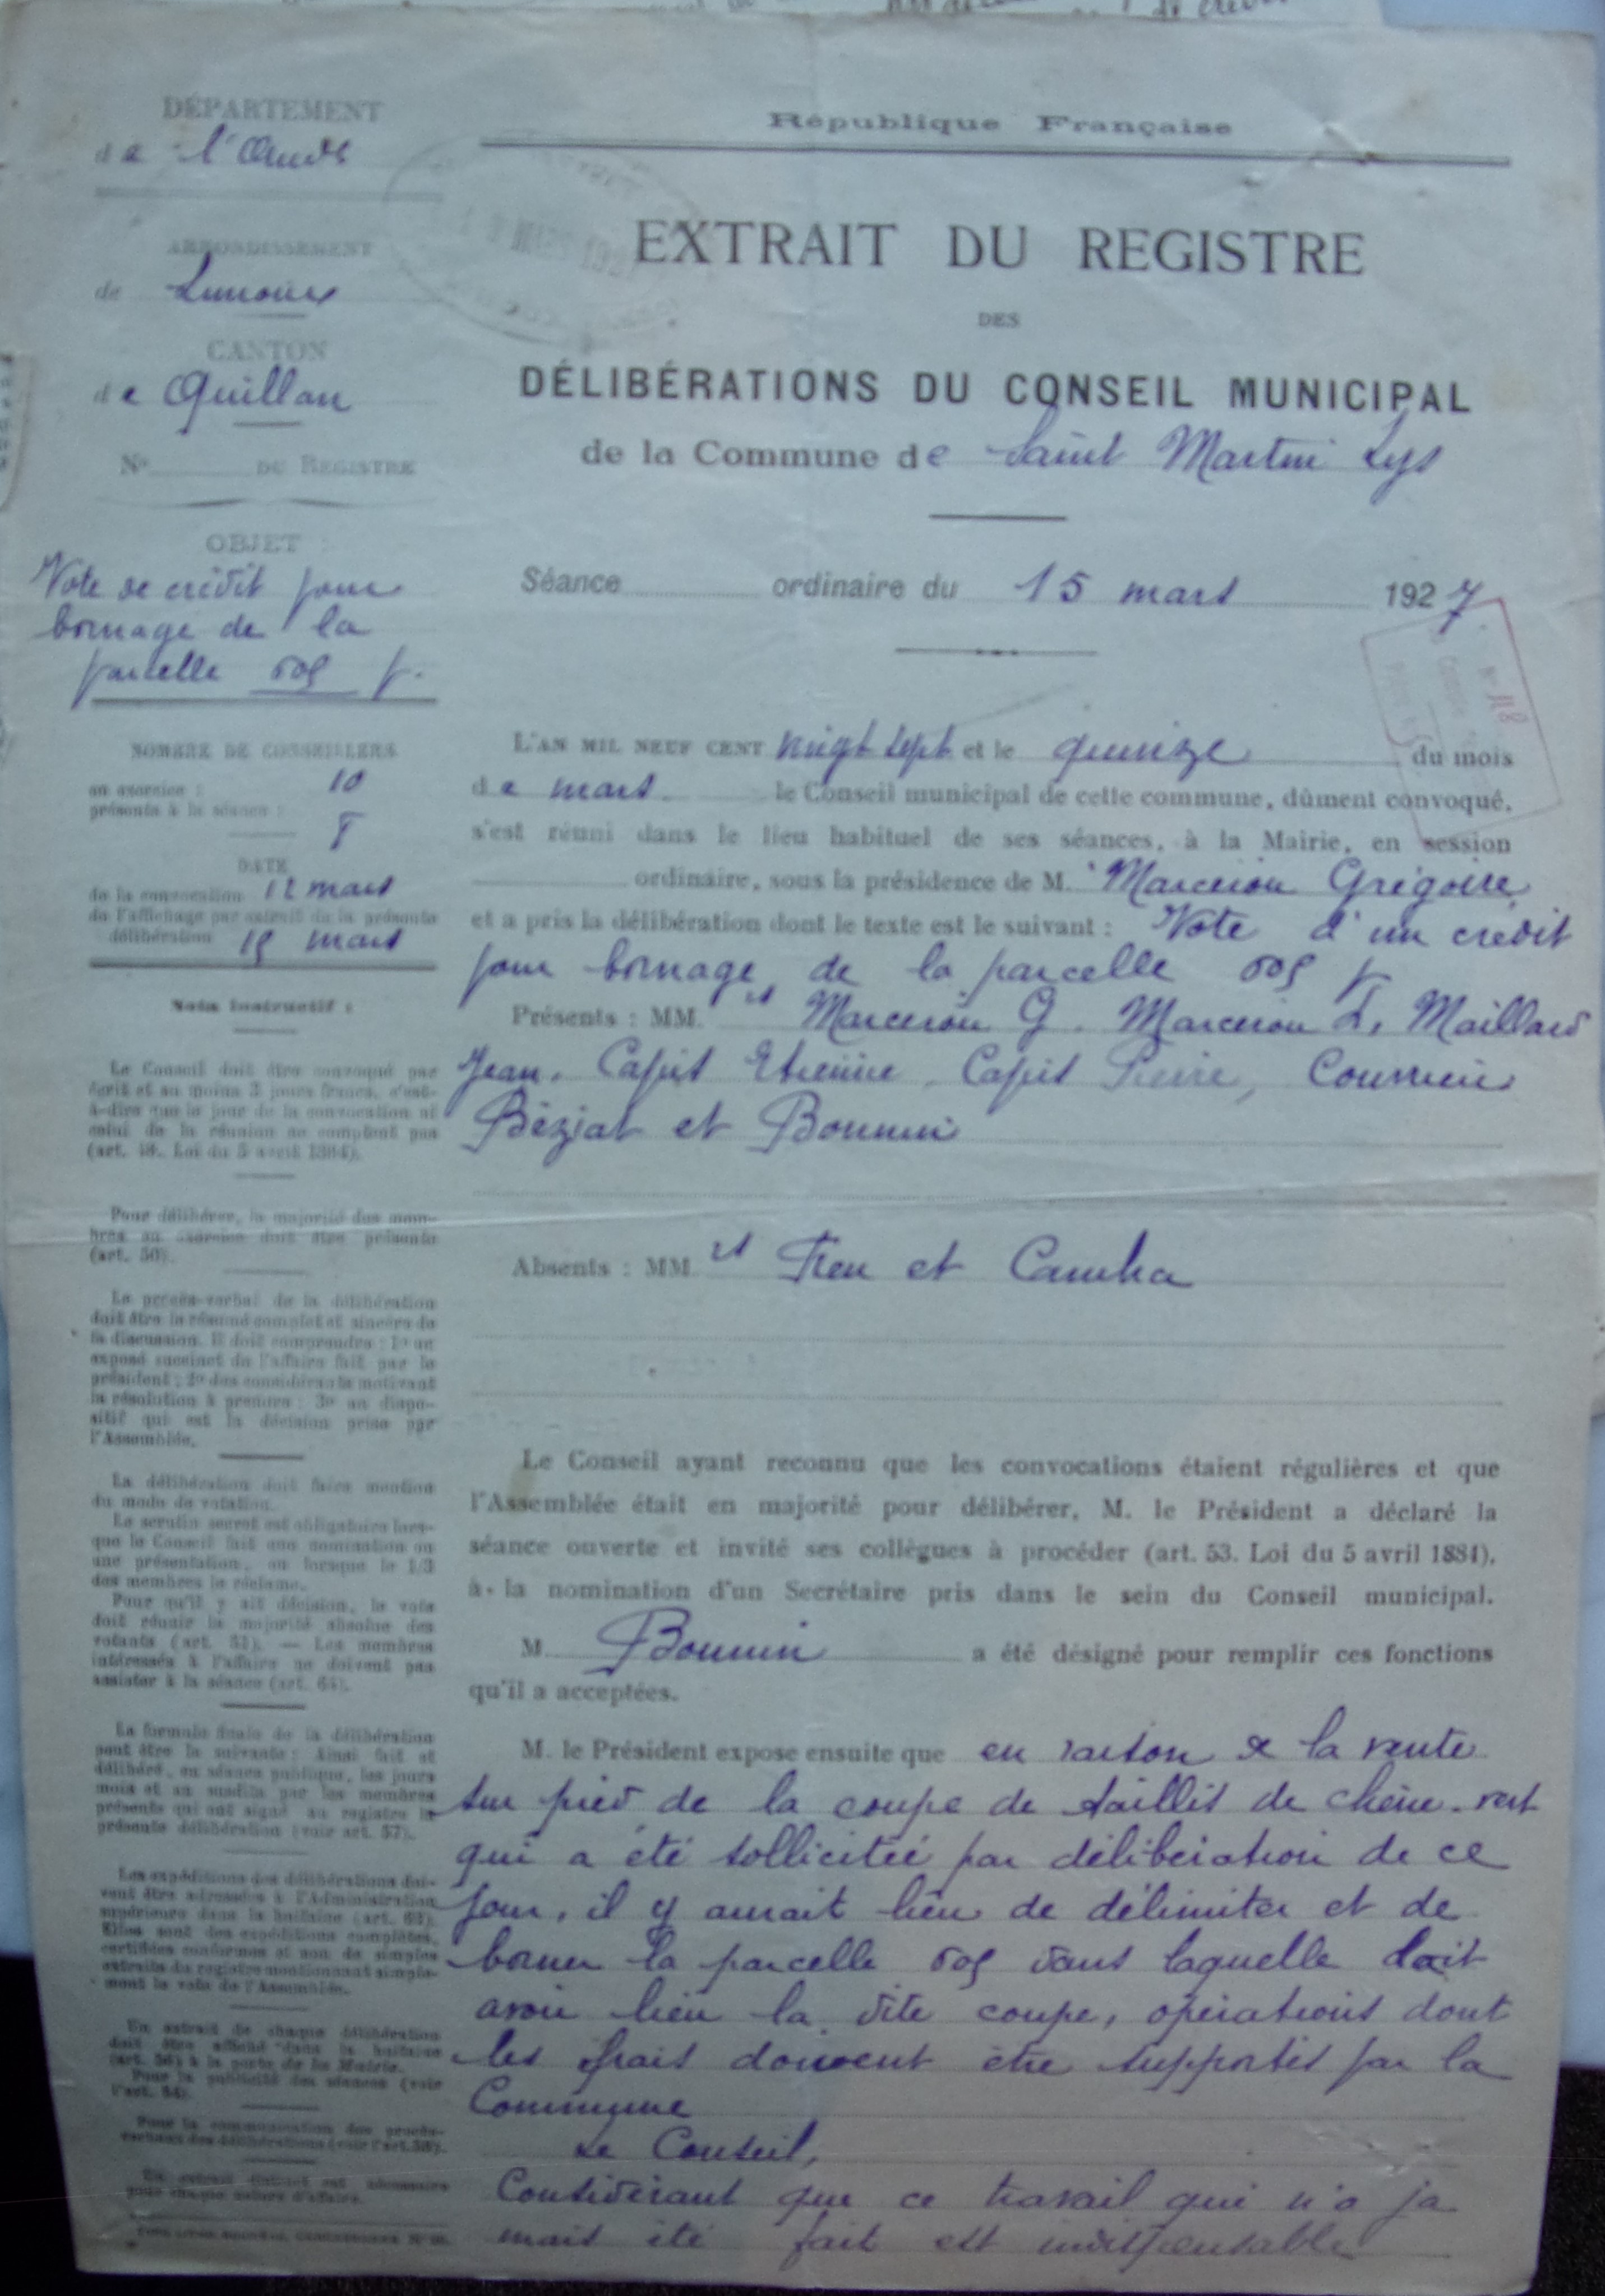 DÉPARTEMENT
de l'Aude
ARRONDISSEMENT
de Limoux
CANTON
de Quillan
N° DU REGISTRE
OBJET :
Vote de crédit pour
bornage de la
parcelle 505 p.
NOMBRE DE CONSEILLERS
en exercice : 10
présents à la séance : 8
DATE
de la convocation 12 mars
de l'affichage par extrait de la présente
délibération 15 mars
Nota instructif :
Le Conseil doit être convoqué par
écrit et au moins 3 jours francs, c'est-
à-dire que le jour de la convocation ni
celui de la réunion ne comptent pas
(art. 48. Loi du 5 avril 1884).
Pour délibérer, la majorité des mem-
bres en exercice doit être présente
(art. 50).
Le procès-verbal de la délibération
doit être le résumé complet et sincère de
la discussion. Il doit comprendre : 1° un
exposé succinct de l'affaire fait par le
président ; 2° des considérants motivant
la résolution à prendre ; 3° un dispo-
sitif qui est la décision prise par
l'Assemblée.
La délibération doit faire mention
du mode de votation.
Le scrutin secret est obligatoire lors-
que le Conseil fait une nomination ou
une présentation, ou lorsque le 1/3
des membres le réclame.
Pour qu'il y ait décision, le vote
doit réunir la majorité absolue des
votants (art. 51). — Les membres
intéressés à l'affaire ne doivent pas
assister à la séance (art. 64).
La formule finale de la délibération
peut être la suivante : Ainsi fait et
délibéré, en séance publique, les jours
mois et an susdits par les membres
présents qui ont signé au registre la
présente délibération (voir art. 57).
Les expéditions des délibérations doi-
vent être adressées à l'Administration
supérieure dans la huitaine (art. 62).
Elles sont des expéditions complètes,
certifiées conformes et non de simples
extraits du registre mentionnant simple-
ment le vote de l'Assemblée.
Un extrait de chaque délibération
doit être affiché dans la huitaine
(art. 56) à la porte de la Mairie.
Pour la publicité des séances (voir
l'art. 54).
Pour la communication des procès-
verbaux des délibérations (voir l'art. 58).
Un extrait distinct est nécessaire
pour chaque nature d'affaire.
République Française
EXTRAIT DU REGISTRE
DES
DÉLIBÉRATIONS DU CONSEIL MUNICIPAL
de la Commune de Saint Martin Lys
Séance ordinaire du 15 mars 1927
L'AN MIL NEUF CENT vingt sept et le quinze du mois
de mars le Conseil municipal de cette commune, dûment convoqué,
s'est réuni dans le lieu habituel de ses séances, à la Mairie, en session
ordinaire, sous la présidence de M. Marcerou Grégoire
et a pris la délibération dont le texte est le suivant : Vote d'un crédit
pour bornage de la parcelle 505 p
Présents : MM. rs Marcerou G. Marcerou L, Maillard
Jean, Capit Etienne, Capit Pierre, Courrieu
Béziat et Bounin
Absents : MM. rs Fieu et Camba
Le Conseil ayant reconnu que les convocations étaient régulières et que
l'Assemblée était en majorité pour délibérer, M. le Président a déclaré la
séance ouverte et invité ses collègues à procéder (art. 53. Loi du 5 avril 1884),
à la nomination d'un Secrétaire pris dans le sein du Conseil municipal.
M. Bounin a été désigné pour remplir ces fonctions
qu'il a acceptées.
M. le Président expose ensuite que en raison de la vente
sur pied de la coupe de taillis de chêne-vert
qui a été sollicitée par délibération de ce
jour, il y aurait lieu de délimiter et de
borner la parcelle 505 dans laquelle doit
avoir lieu la dite coupe, opérations dont
les frais doivent être supportés par la
Commune
Le Conseil,
Considérant que ce travail qui n'a ja
mais été fait est indispensable